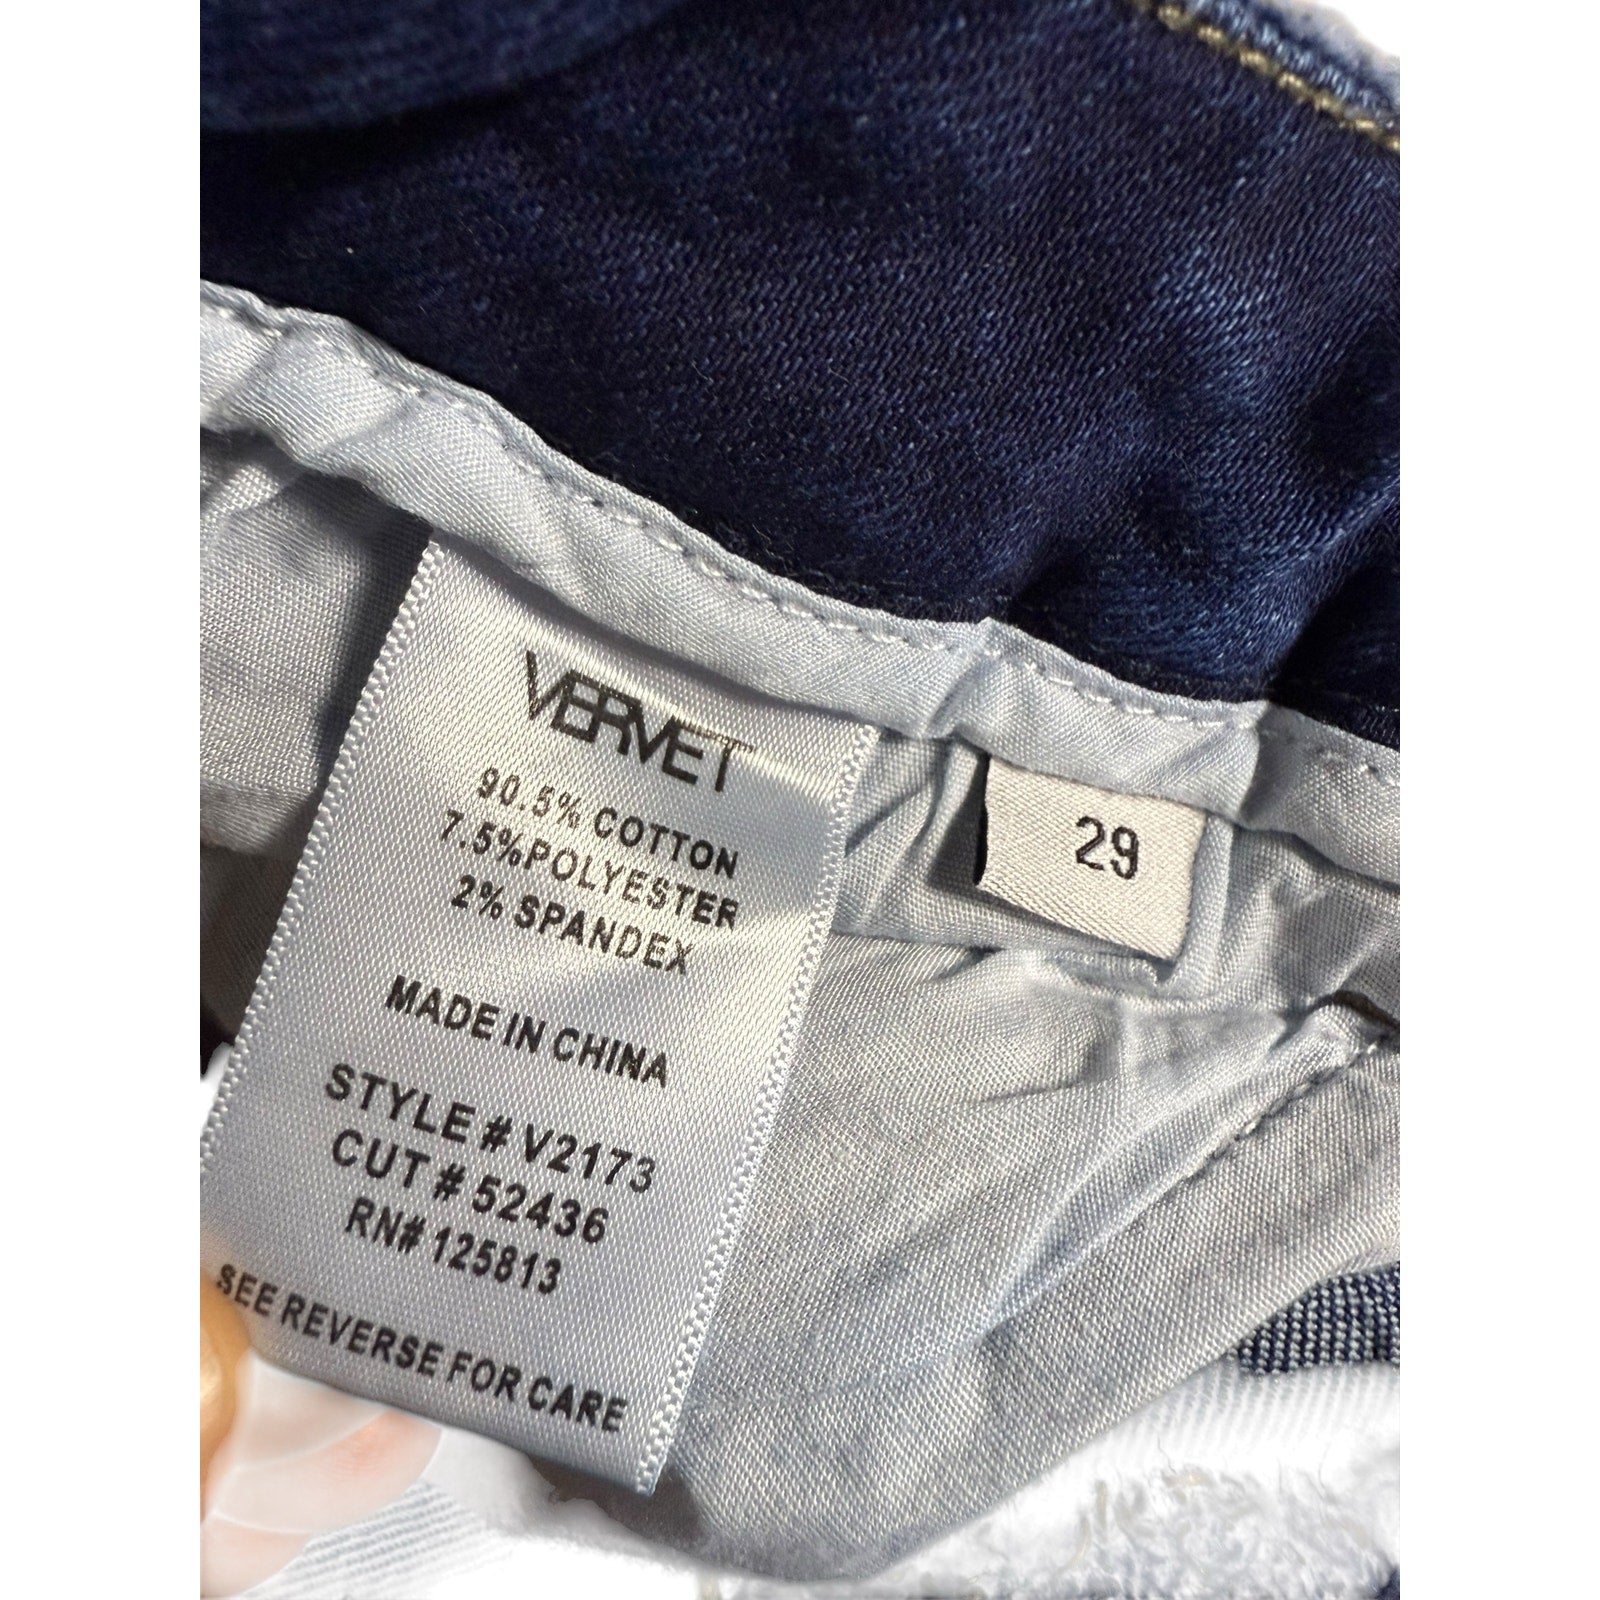 VERVET
90.5% COTTON
7.5%POLYESTER
2% SPANDEX
MADE IN CHINA
STYLE # V2173
CUT # 52436
RN# 125813
SEE REVERSE FOR CARE
29